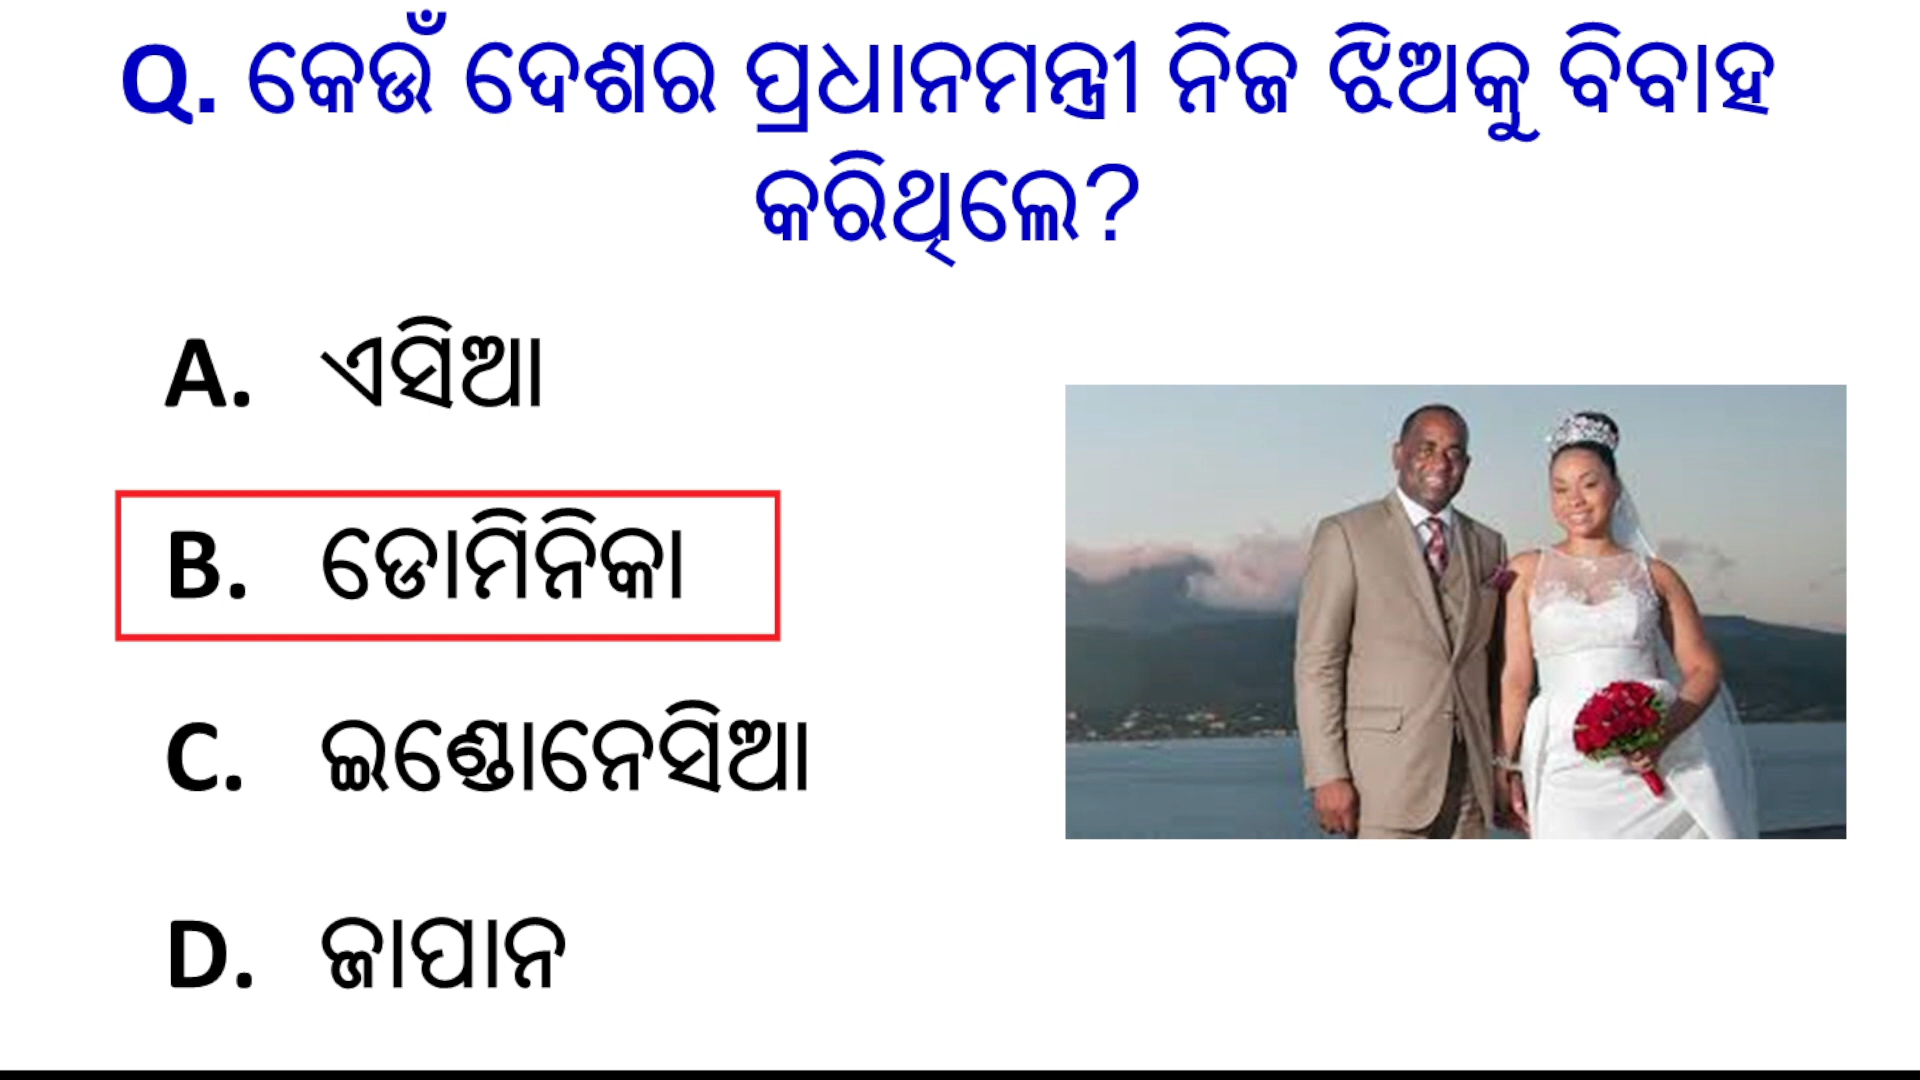 Q. କେଉଁ ଦେଶର ପ୍ରଧାନମନ୍ତ୍ରୀ ନିଜ ଝିଅକୁ ବିବାହ
କରିଥିଲେ?
A. ଏସିଆ
B. ଡୋମିନିକା
C. ଇଣ୍ଡୋନେସିଆ
D. ଜାପାନ